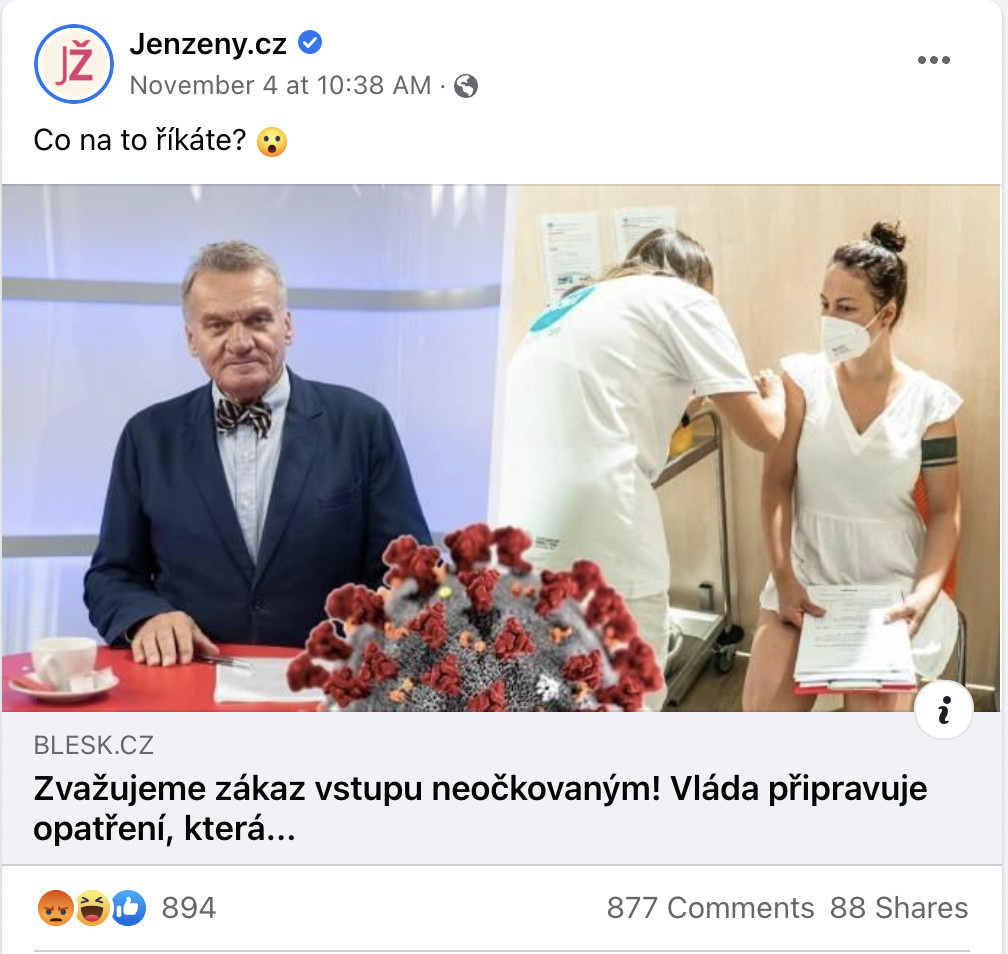 JŽ
Jenzeny.cz
November 4 at 10:38 AM ·
Co na to říkáte? 😮
i
BLESK.CZ
Zvažujeme zákaz vstupu neočkovaným! Vláda připravuje
opatření, která...
894
877 Comments 88 Shares